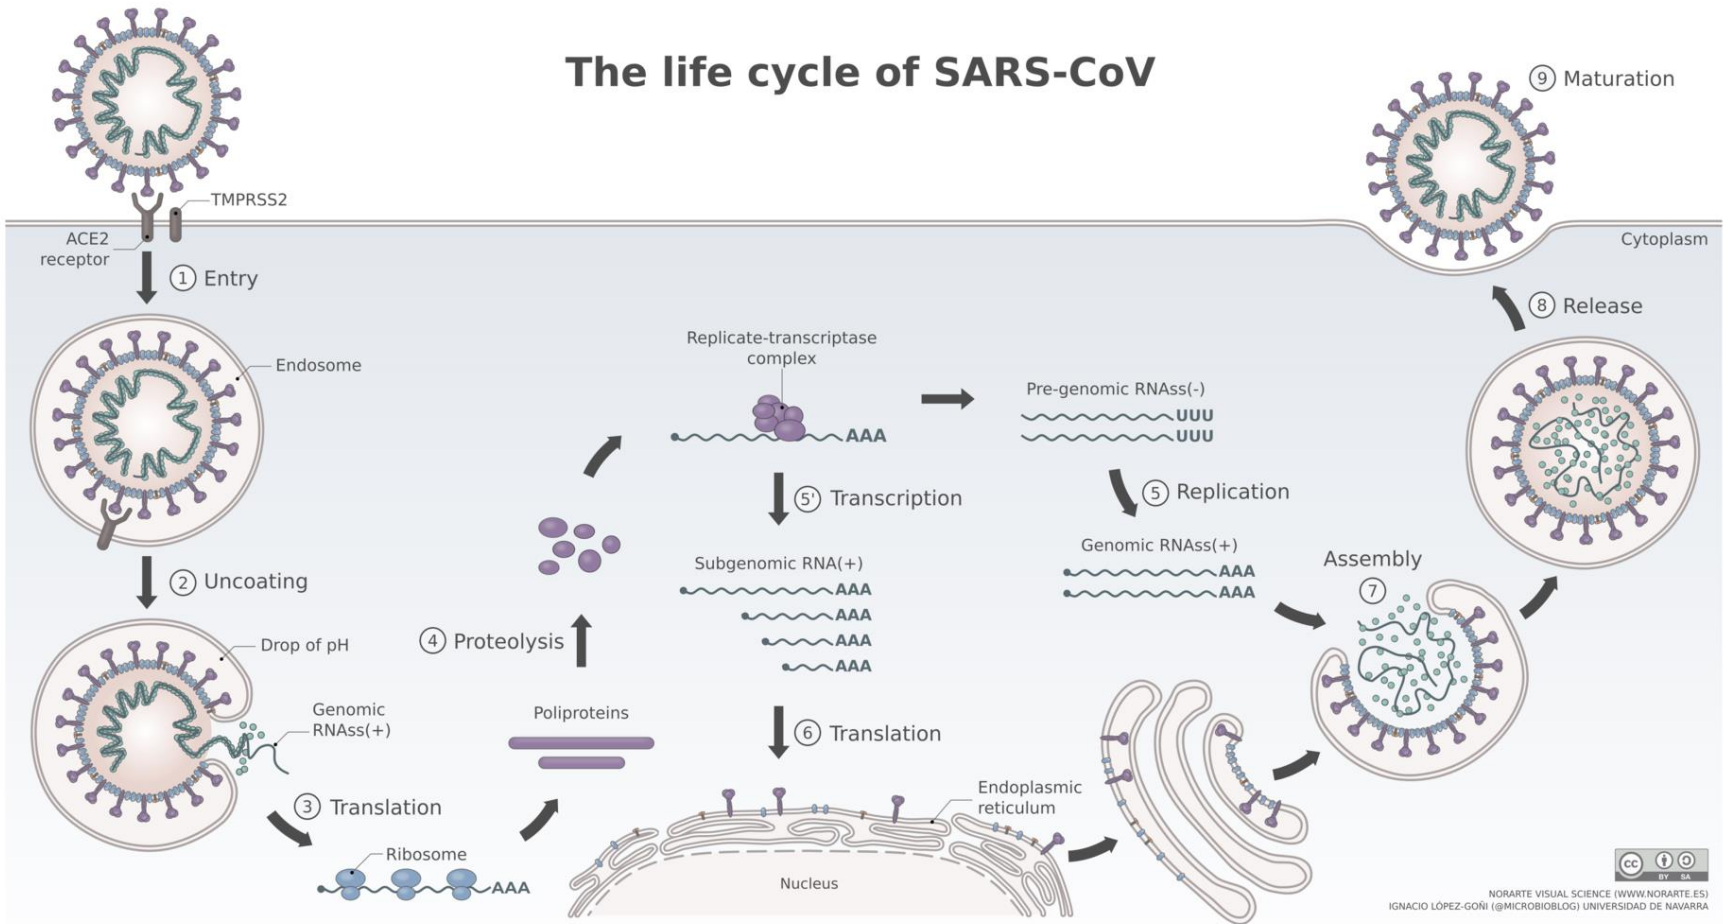 The life cycle of SARS-CoV
TMPRSS2
ACE2
receptor
1 Entry
Endosome
2 Uncoating
Drop of pH
Genomic
RNAss(+)
3 Translation
Ribosome
AAA
Poliproteins
4 Proteolysis
Replicate-transcriptase
complex
AAA
5' Transcription
Subgenomic RNA(+)
AAA
AAA
AAA
AAA
6 Translation
Endoplasmic
reticulum
Nucleus
Pre-genomic RNAss(-)
UUU
UUU
5 Replication
Genomic RNAss(+)
AAA
AAA
Assembly
7
8 Release
9 Maturation
Cytoplasm
cc
BY SA
NORARTE VISUAL SCIENCE (WWW.NORARTE.ES)
IGNACIO LÓPEZ-GOÑI (@MICROBIOBLOG) UNIVERSIDAD DE NAVARRA